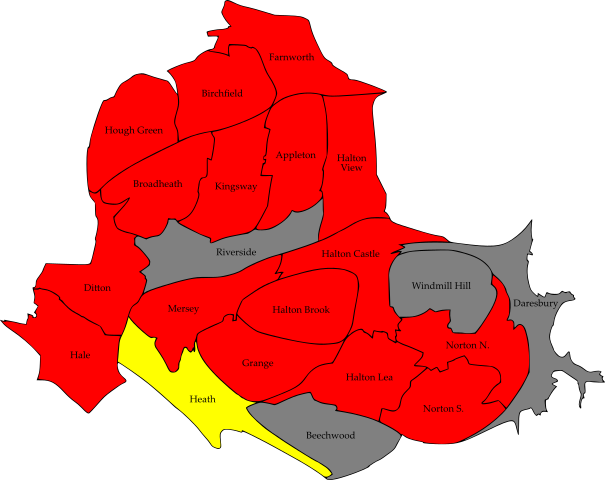 Farnworth
Birchfield
Hough Green
Appleton
Halton
View
Broadheath
Kingsway
Riverside
Halton Castle
Windmill Hill
Ditton
Daresbury
Mersey
Halton Brook
Norton N.
Hale
Grange
Halton Lea
Heath
Norton S.
Beechwood